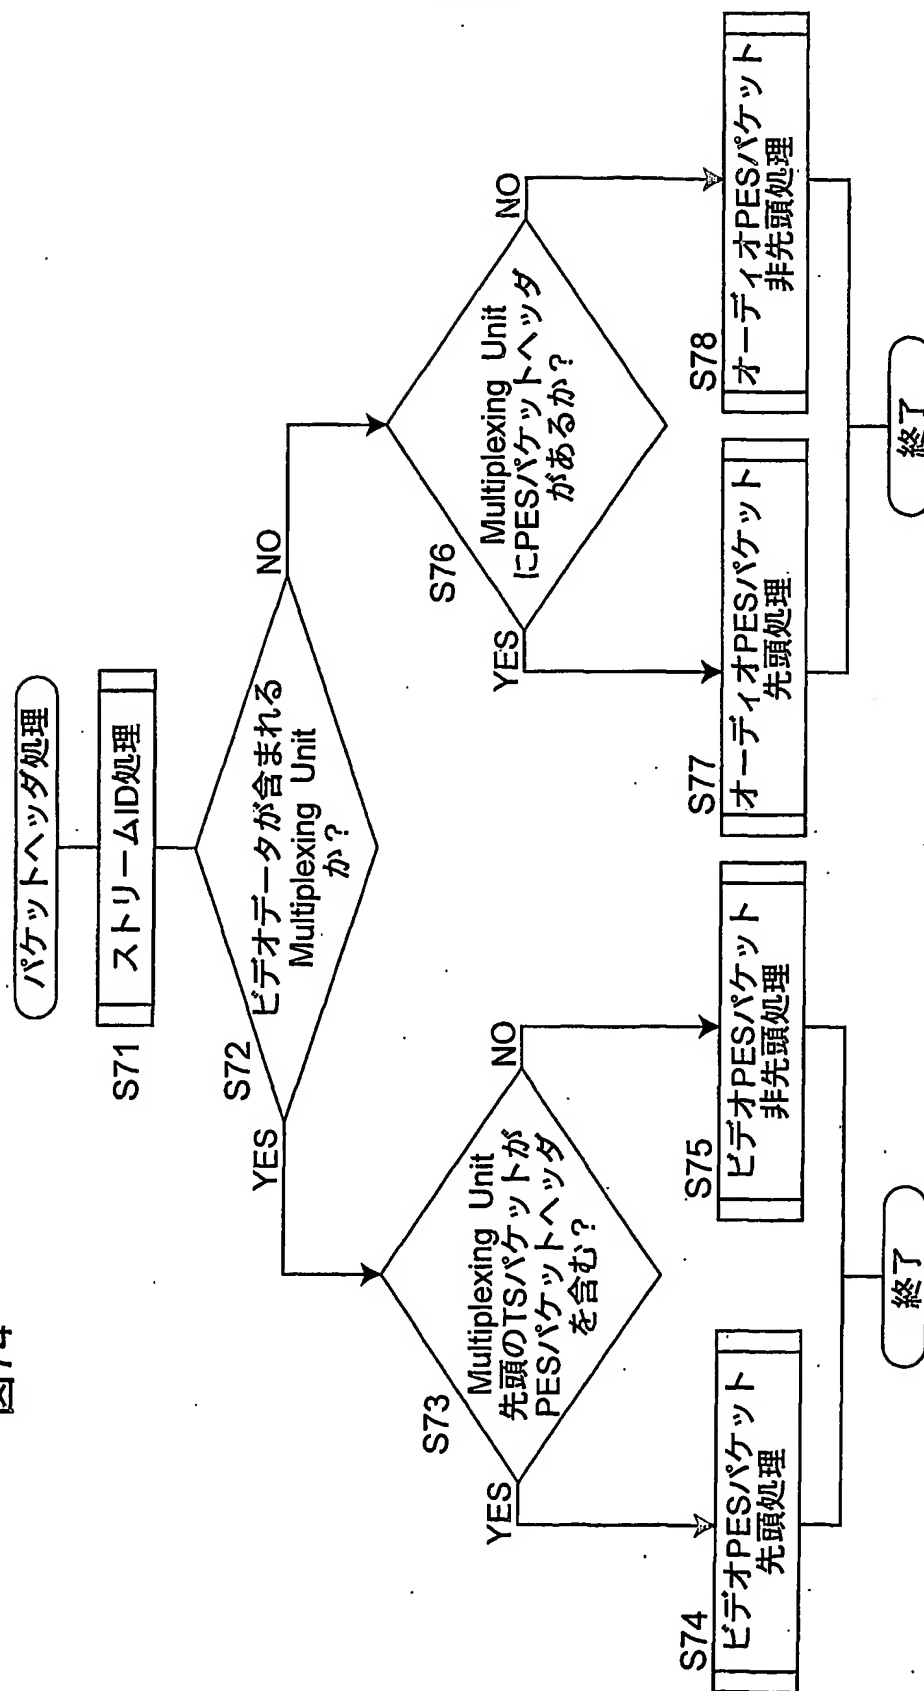 図74
パケットヘッダ処理
S71
ストリームID処理
S72
ビデオデータが含まれる
Multiplexing Unit
か?
YES
NO
S73
Multiplexing Unit
先頭のTSパケットが
PESパケットヘッダ
を含む?
YES
NO
S74
ビデオPESパケット
先頭処理
S75
ビデオPESパケット
非先頭処理
終了
S76
Multiplexing Unit
にPESパケットヘッダ
があるか?
YES
NO
S77
オーディオPESパケット
先頭処理
S78
オーディオPESパケット
非先頭処理
終了